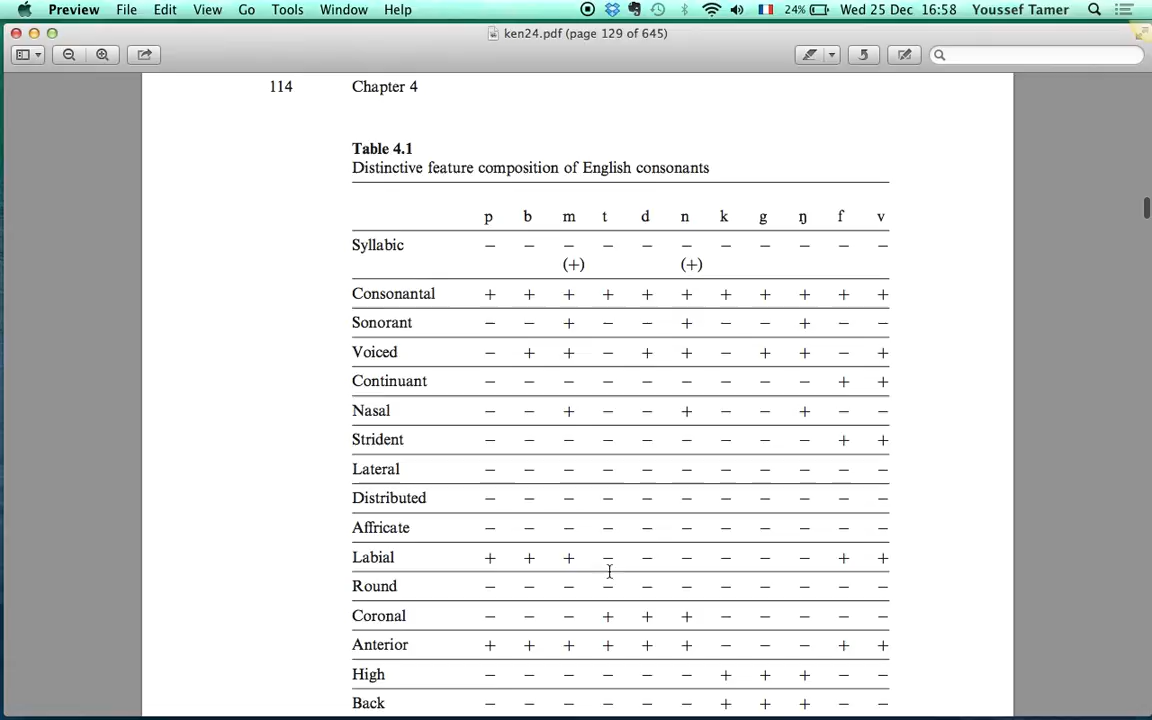 Preview File Edit View Go Tools Window Help 24% Wed 25 Dec 16:58 Youssef Tamer
ken24.pdf (page 129 of 645)
114 Chapter 4
Table 4.1
Distinctive feature composition of English consonants
p b m t d n k g ŋ f v
Syllabic − − − − − − − − − − −
(+) (+)
Consonantal + + + + + + + + + + +
Sonorant − − + − − + − − + − −
Voiced − + + − + + − + + − +
Continuant − − − − − − − − − + +
Nasal − − + − − + − − + − −
Strident − − − − − − − − − + +
Lateral − − − − − − − − − − −
Distributed − − − − − − − − − − −
Affricate − − − − − − − − − − −
Labial + + + − − − − − − + +
Round − − − − − − − − − − −
Coronal − − − + + + − − − − −
Anterior + + + + + + − − − + +
High − − − − − − + + + − −
Back − − − − − − + + + − −